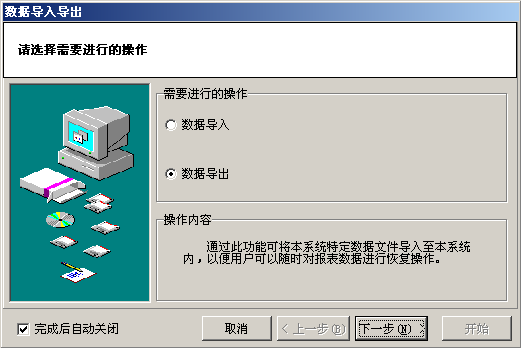 数据导入导出
请选择需要进行的操作
需要进行的操作
数据导入
数据导出
操作内容
通过此功能可将本系统特定数据文件导入至本系统
内，以便用户可以随时对报表数据进行恢复操作。
完成后自动关闭
取消
< 上一步(B)
下一步(N) >
开始